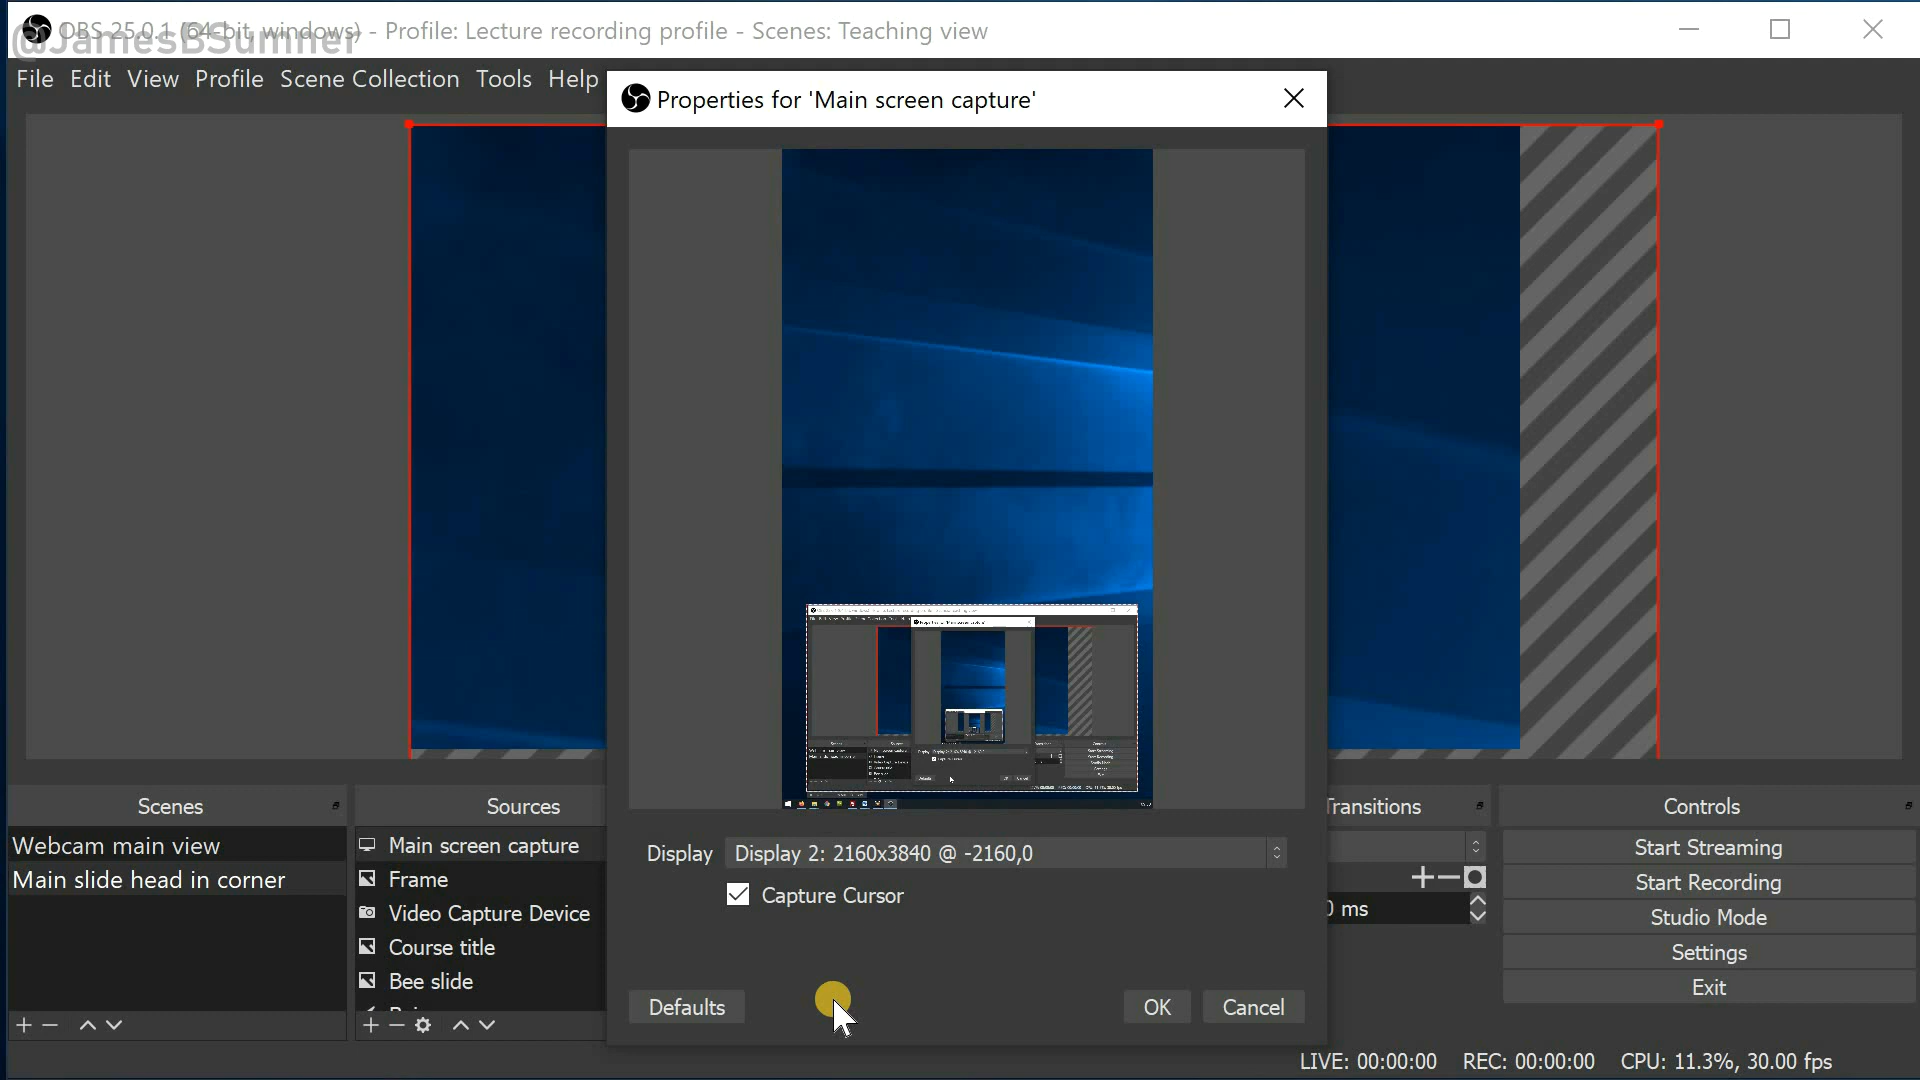 OBS 25.0.1 (64-bit, windows) - Profile: Lecture recording profile - Scenes: Teaching view
@JamesBSumner
File Edit View Profile Scene Collection Tools Help
Properties for 'Main screen capture'
Display Display 2: 2160x3840 @ -2160,0
Capture Cursor
Defaults OK Cancel
Scenes
Webcam main view
Main slide head in corner
Sources
Main screen capture
Frame
Video Capture Device
Course title
Bee slide
Transitions
0 ms
Controls
Start Streaming
Start Recording
Studio Mode
Settings
Exit
LIVE: 00:00:00 REC: 00:00:00 CPU: 11.3%, 30.00 fps